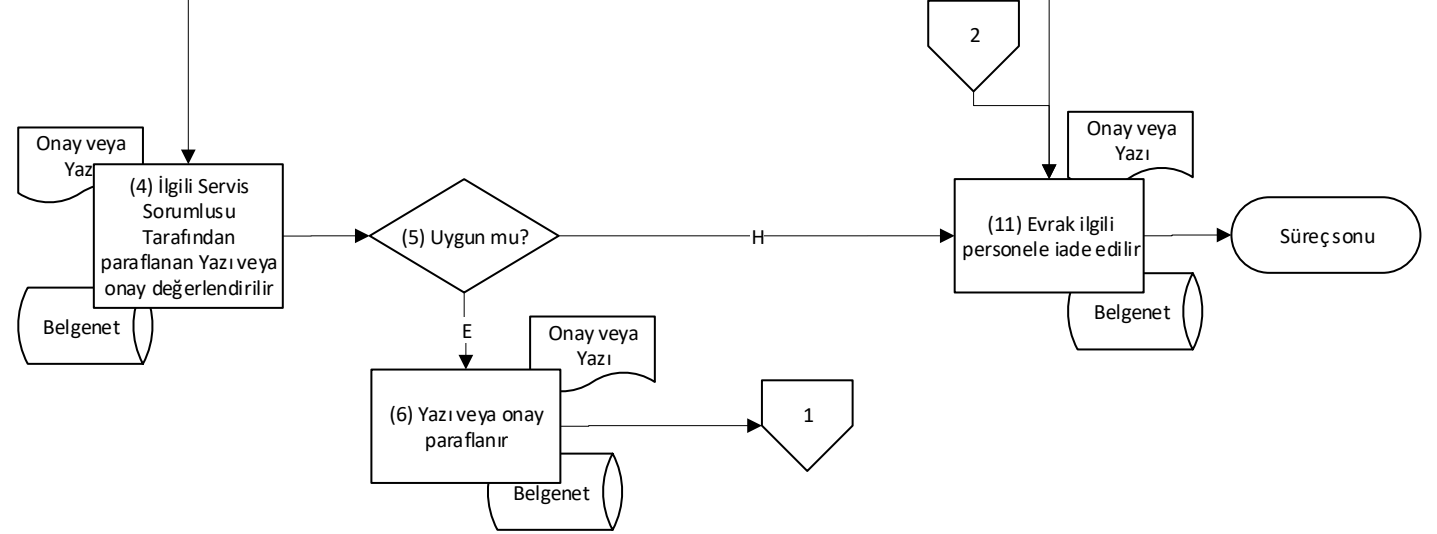 2
Onay veya
Yazı
(4) İlgili Servis
Sorumlusu
Tarafından
paraflanan Yazı veya
onay değerlendirilir
Belgenet
(5) Uygun mu?
H
E
Onay veya
Yazı
(11) Evrak ilgili
personele iade edilir
Belgenet
Süreç sonu
Onay veya
Yazı
(6) Yazı veya onay
paraflanır
Belgenet
1